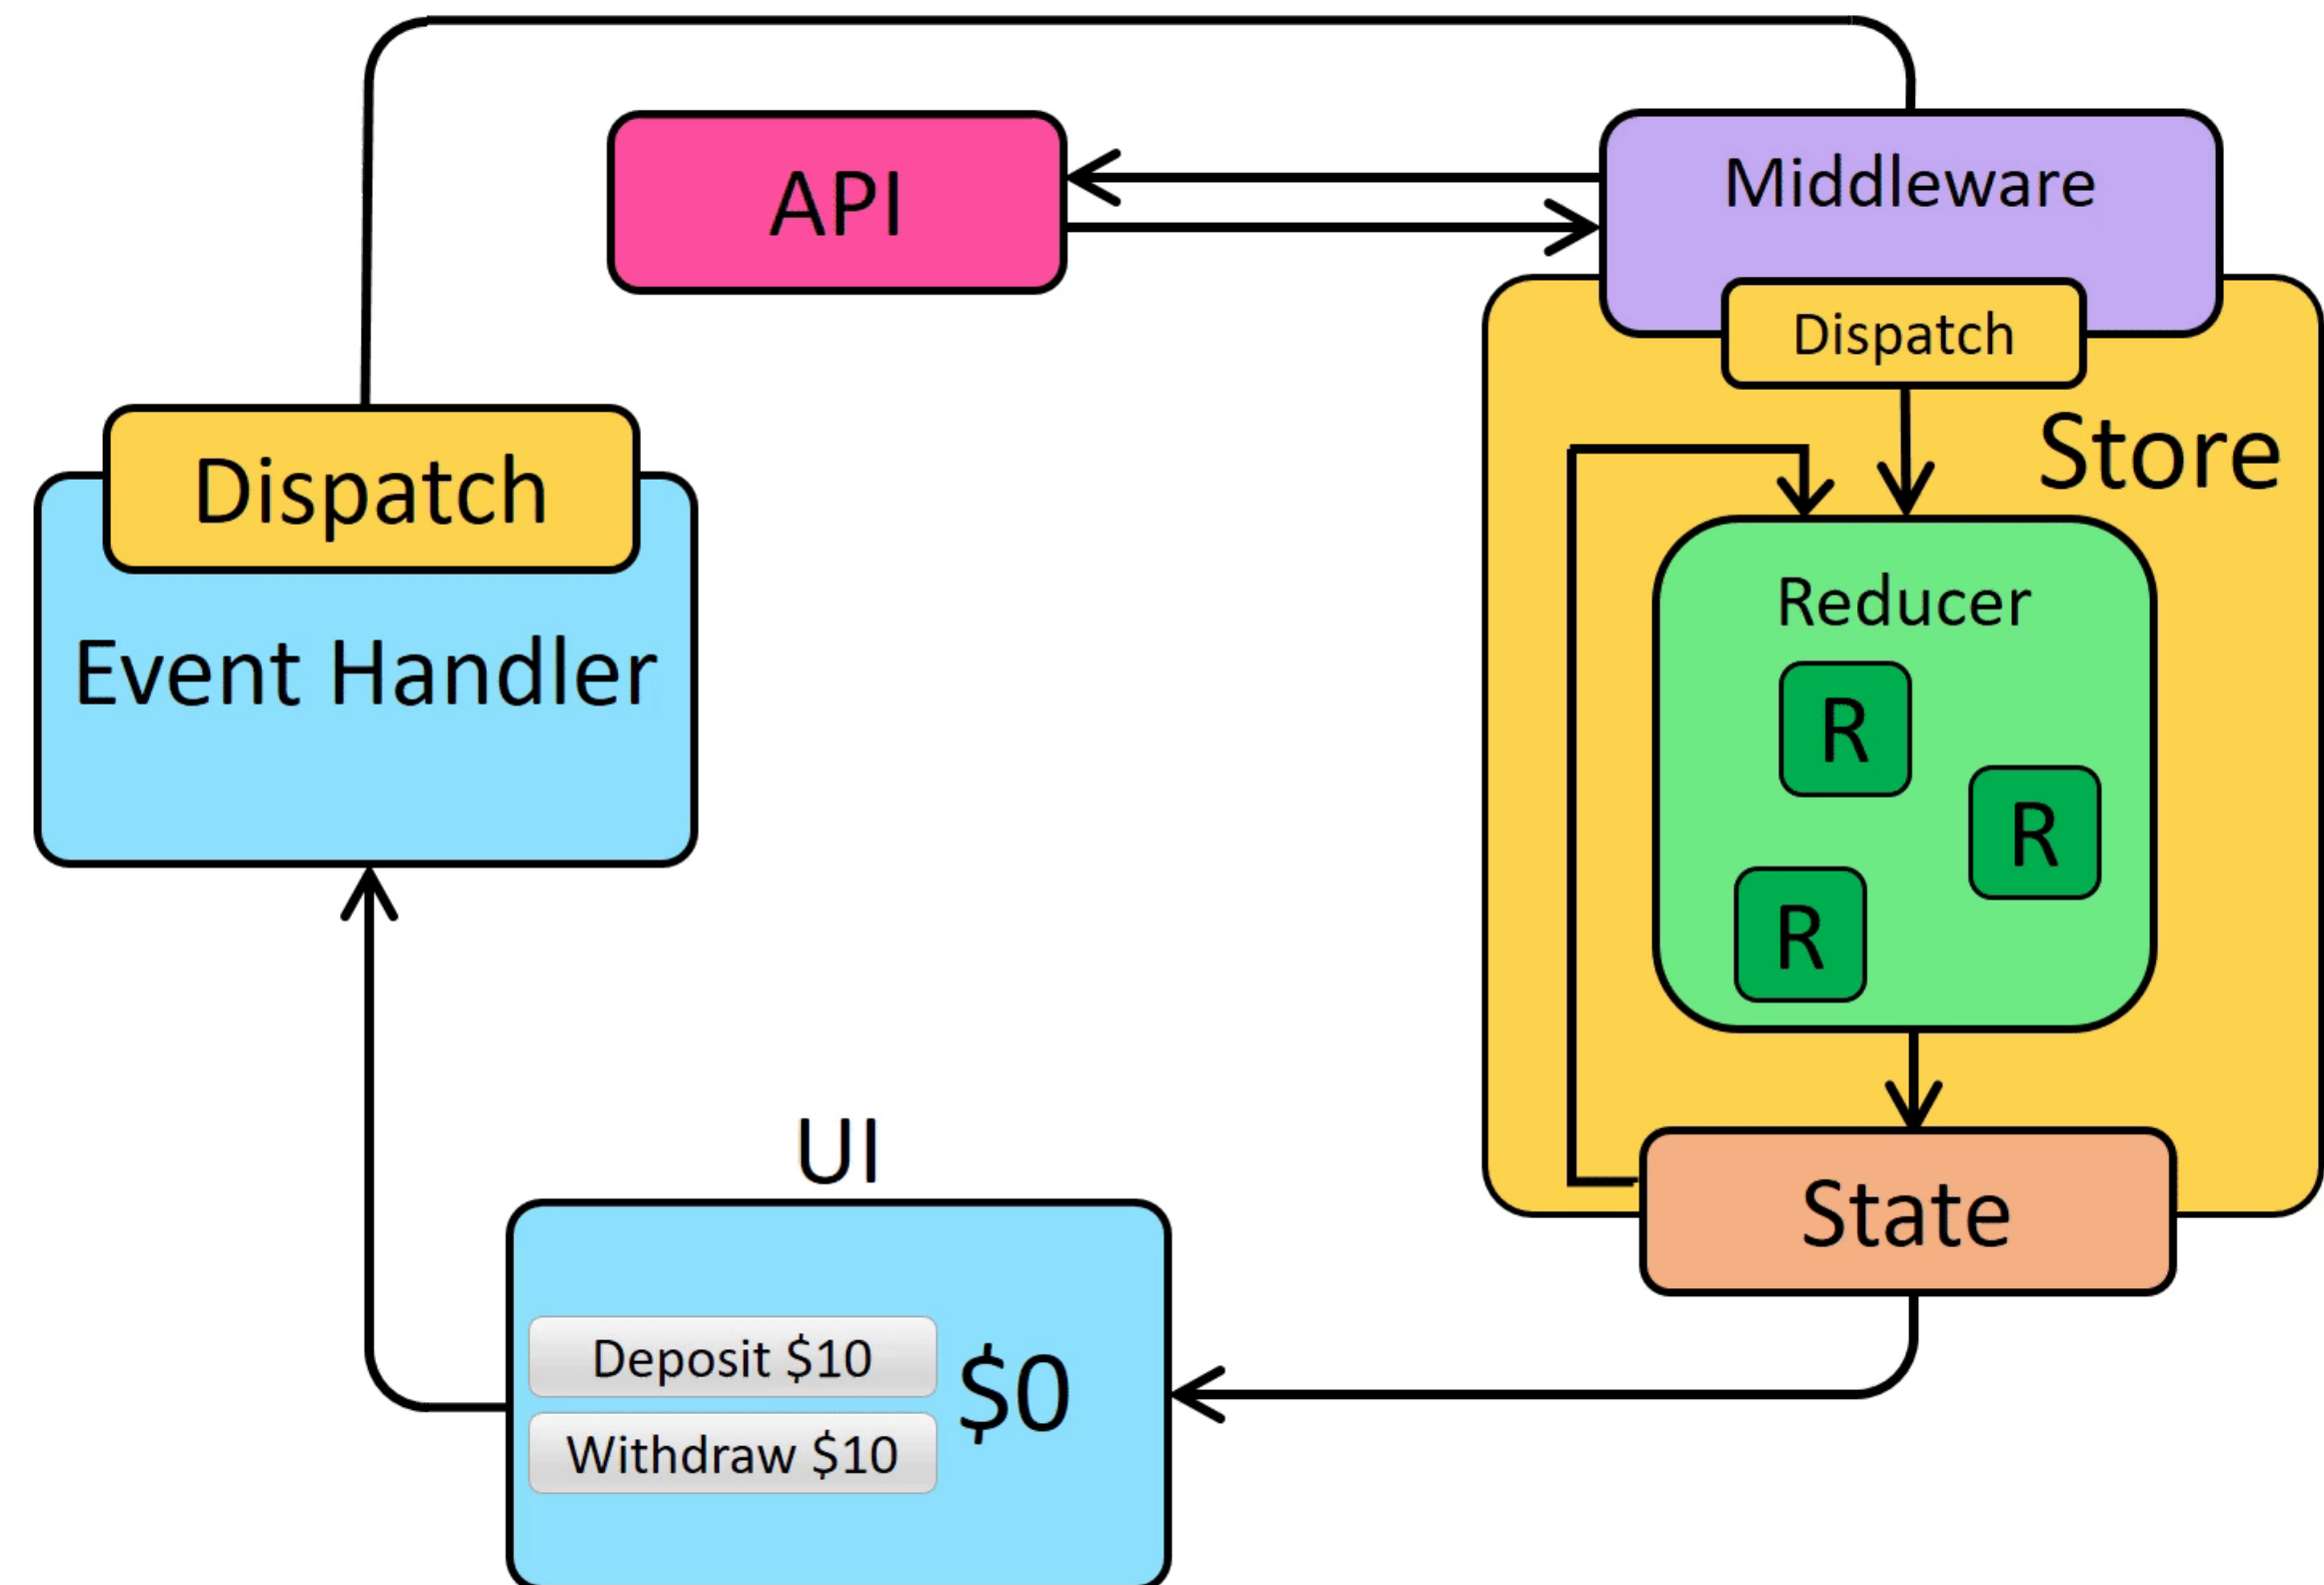 API
Middleware
Dispatch
Store
Dispatch
Event Handler
Reducer
R
R
R
UI
State
Deposit $10
$0
Withdraw $10